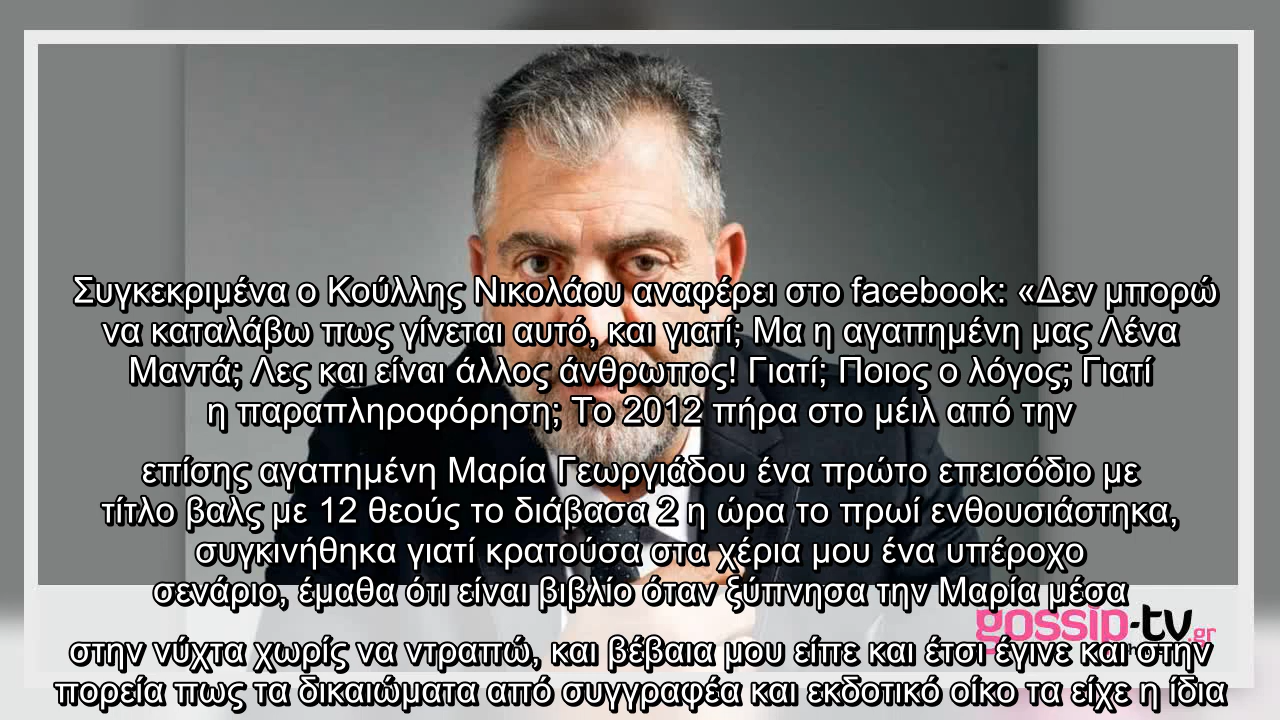 Συγκεκριμένα ο Κούλλης Νικολάου αναφέρει στο facebook: «Δεν μπορώ
να καταλάβω πως γίνεται αυτό, και γιατί; Μα η αγαπημένη μας Λένα
Μαντά; Λες και είναι άλλος άνθρωπος! Γιατί; Ποιος ο λόγος; Γιατί
η παραπληροφόρηση; Το 2012 πήρα στο μέιλ από την
επίσης αγαπημένη Μαρία Γεωργιάδου ένα πρώτο επεισόδιο με
τίτλο βαλς με 12 θεούς το διάβασα 2 η ώρα το πρωί ενθουσιάστηκα,
συγκινήθηκα γιατί κρατούσα στα χέρια μου ένα υπέροχο
σενάριο, έμαθα ότι είναι βιβλίο όταν ξύπνησα την Μαρία μέσα
gossip-tv.gr
στην νύχτα χωρίς να ντραπώ, και βέβαια μου είπε και έτσι έγινε και στην
πορεία πως τα δικαιώματα από συγγραφέα και εκδοτικό οίκο τα είχε η ίδια